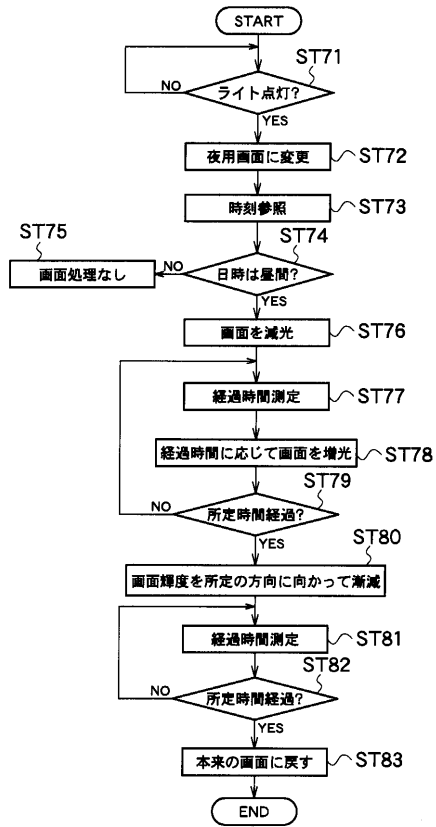 START
ST71
ライト点灯?
NO
YES
夜用画面に変更
ST72
時刻参照
ST73
ST75
ST74
画面処理なし
NO
日時は昼間?
YES
画面を減光
ST76
経過時間測定
ST77
経過時間に応じて画面を増光
ST78
ST79
NO
所定時間経過?
YES
ST80
画面輝度を所定の方向に向かって漸減
経過時間測定
ST81
ST82
NO
所定時間経過?
YES
本来の画面に戻す
ST83
END